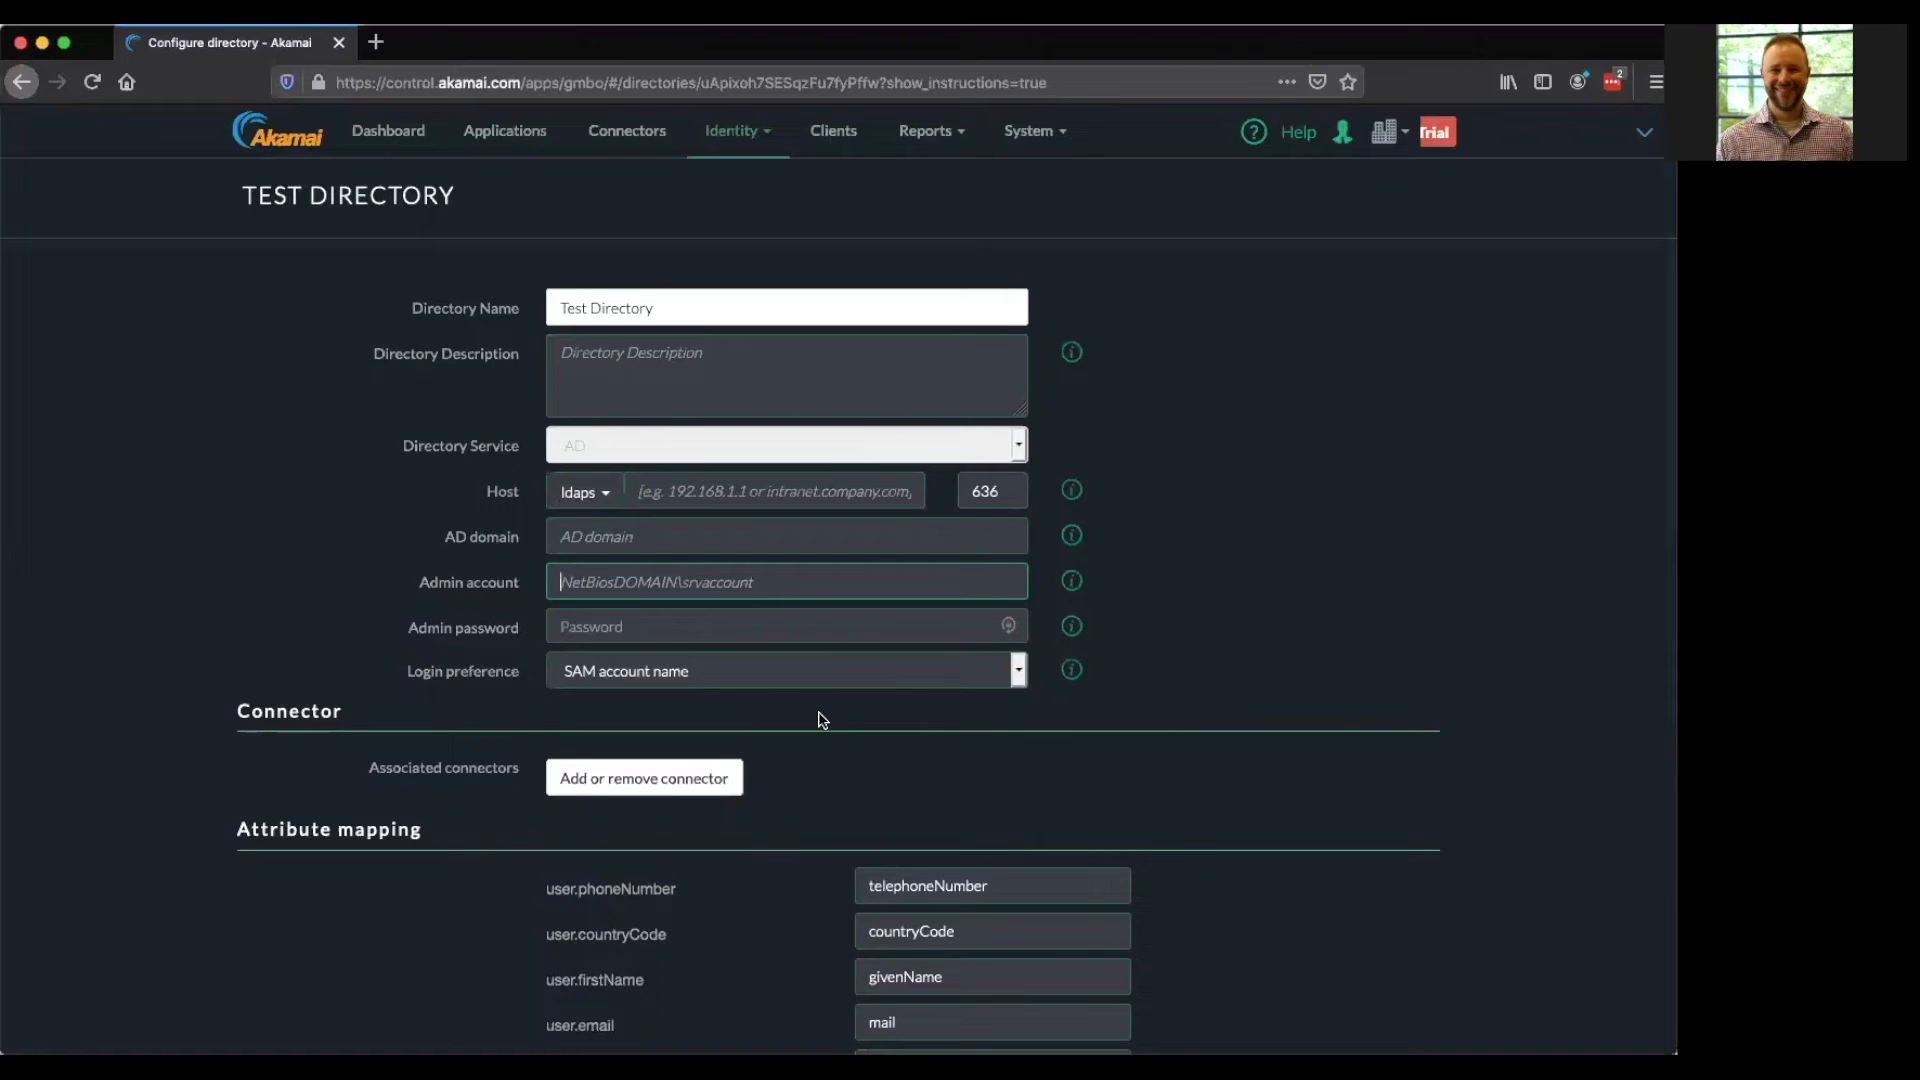 Configure directory - Akamai
https://control.akamai.com/apps/gmbo/#/directories/uApixoh7SESqzFu7fyPffw?show_instructions=true
2
Akamai Dashboard Applications Connectors Identity Clients Reports System ? Help Trial
TEST DIRECTORY
Directory Name Test Directory
Directory Description Directory Description
Directory Service AD
Host ldaps [e.g. 192.168.1.1 or intranet.company.com, 636
AD domain AD domain
Admin account NetBiosDOMAIN\srvaccount
Admin password Password
Login preference SAM account name
Connector
Associated connectors Add or remove connector
Attribute mapping
user.phoneNumber telephoneNumber
user.countryCode countryCode
user.firstName givenName
user.email mail